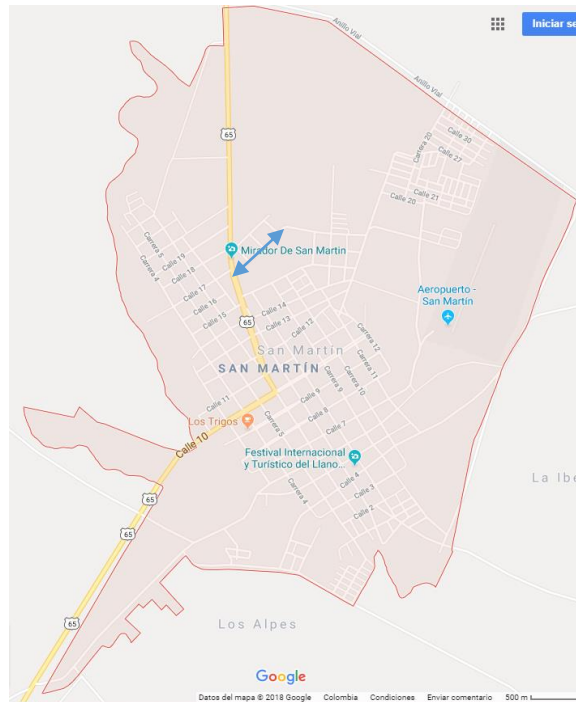 Iniciar se
Anillo Vial
Anillo Vial
65
Carrera 20
Calle 30
Calle 27
Calle 21
Calle 20
Mirador De San Martin
Carrera 5
Carrera 4
Calle 19
Calle 18
Calle 17
Calle 16
Calle 15
Aeropuerto -
San Martín
65
Calle 14
Calle 13
Calle 12
Carrera 12
San Martín
SAN MARTÍN
Carrera 11
Carrera 10
Carrera 9
Calle 11
Calle 9
Calle 8
Calle 7
Los Trigos
Carrera 5
Calle 10
Festival Internacional
y Turístico del Llano...
Calle 4
Calle 3
Calle 2
Carrera 4
La Ibe
65
65
65
Los Alpes
Google
Datos del mapa © 2018 Google Colombia Condiciones Enviar comentario 500 m